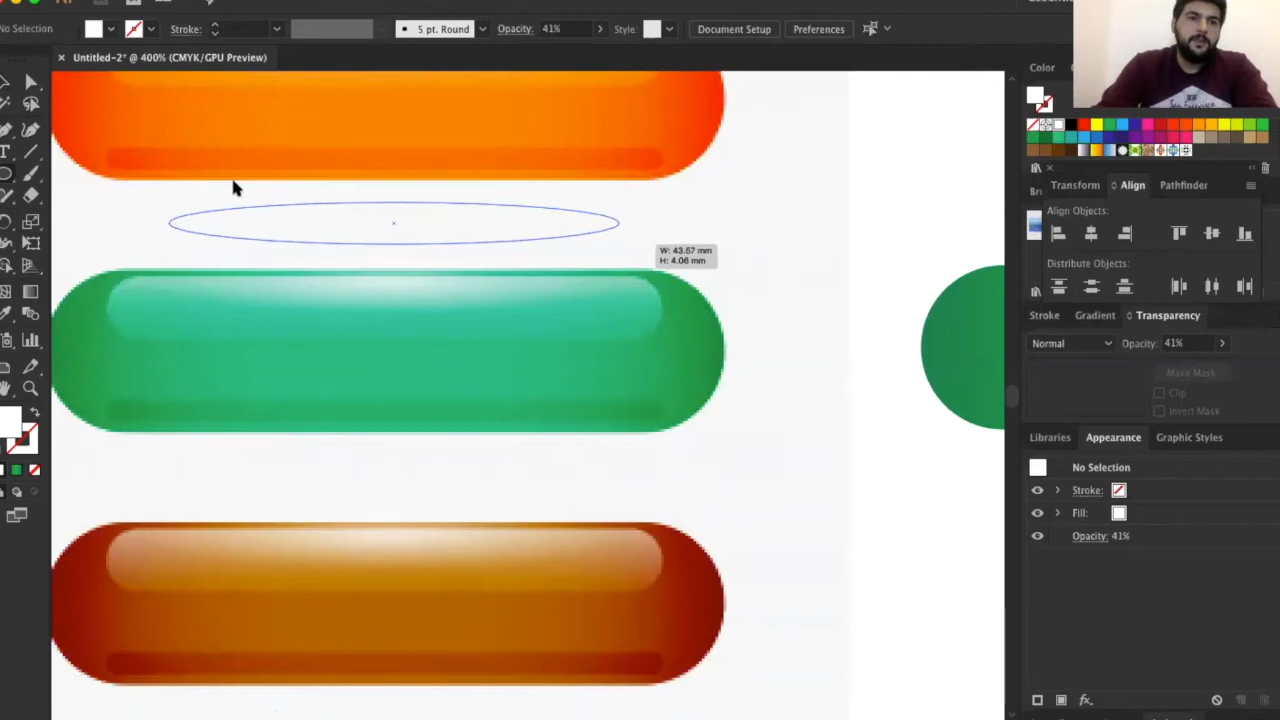 No Selection Stroke: 5 pt. Round Opacity: 41% Style: Document Setup Preferences
Untitled-2* @ 400% (CMYK/GPU Preview)
Color
Transform Align Pathfinder
Align Objects:
Distribute Objects:
W: 43.57 mm
H: 4.06 mm
Stroke Gradient Transparency
Normal Opacity: 41%
Make Mask
Clip
Invert Mask
Libraries Appearance Graphic Styles
No Selection
Stroke:
Fill:
Opacity: 41%
fx